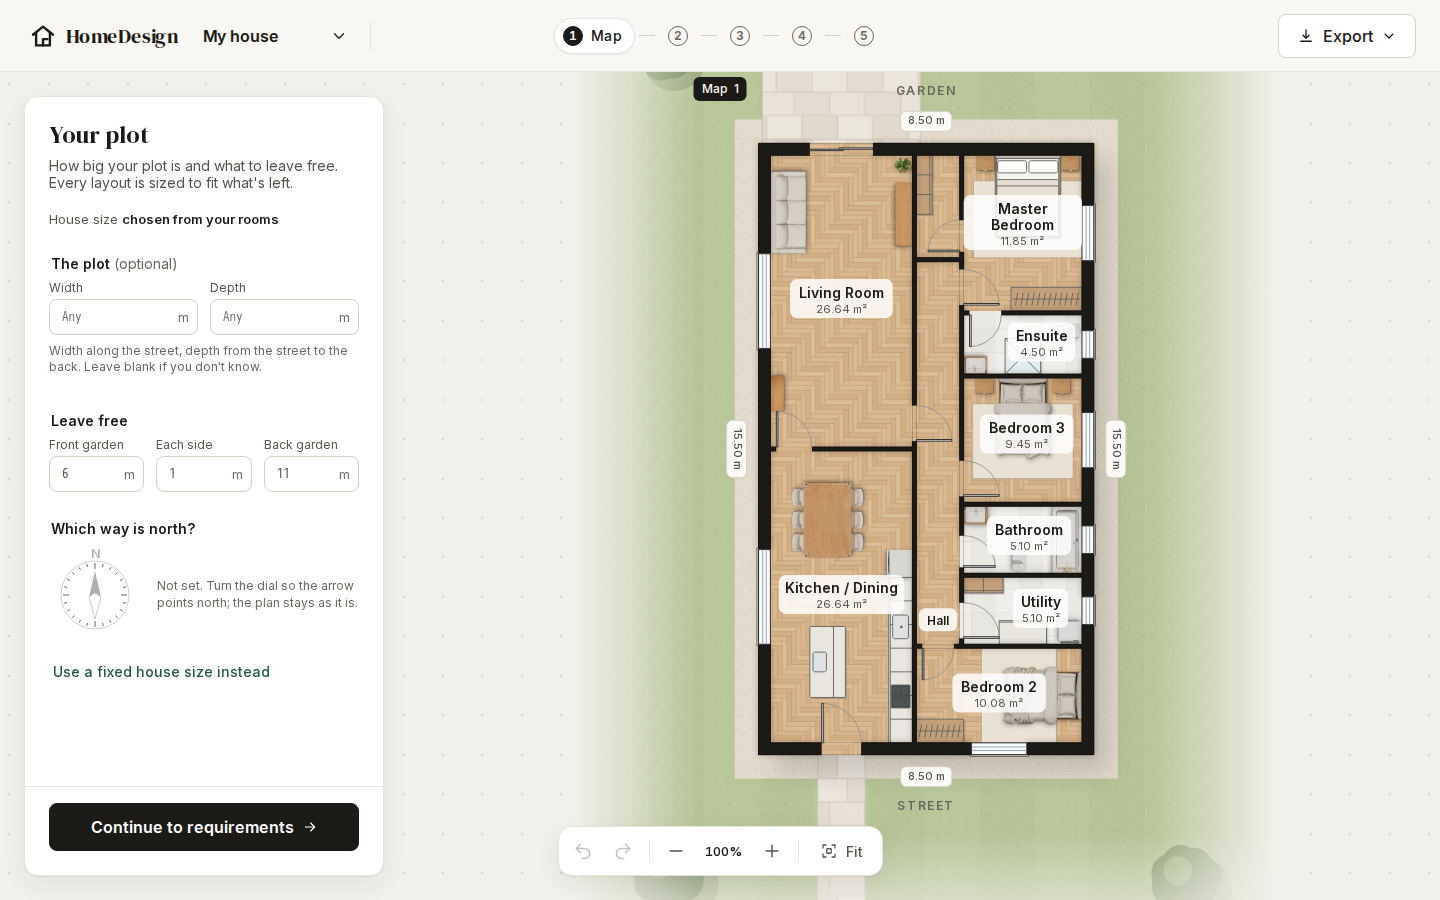 HomeDesign
My house
1 Map
2
3
4
5
Export
Your plot
How big your plot is and what to leave free.
Every layout is sized to fit what's left.
House size chosen from your rooms
The plot (optional)
Width
Depth
Any m
Any m
Width along the street, depth from the street to the
back. Leave blank if you don't know.
Leave free
Front garden
Each side
Back garden
6 m
1 m
11 m
Which way is north?
N
Not set. Turn the dial so the arrow
points north; the plan stays as it is.
Use a fixed house size instead
Continue to requirements
Map 1
GARDEN
8.50 m
Master
Bedroom
11.85 m²
Living Room
26.64 m²
Ensuite
4.50 m²
Bedroom 3
9.45 m²
15.50 m
15.50 m
Bathroom
5.10 m²
Kitchen / Dining
26.64 m²
Utility
5.10 m²
Hall
Bedroom 2
10.08 m²
8.50 m
STREET
100%
Fit